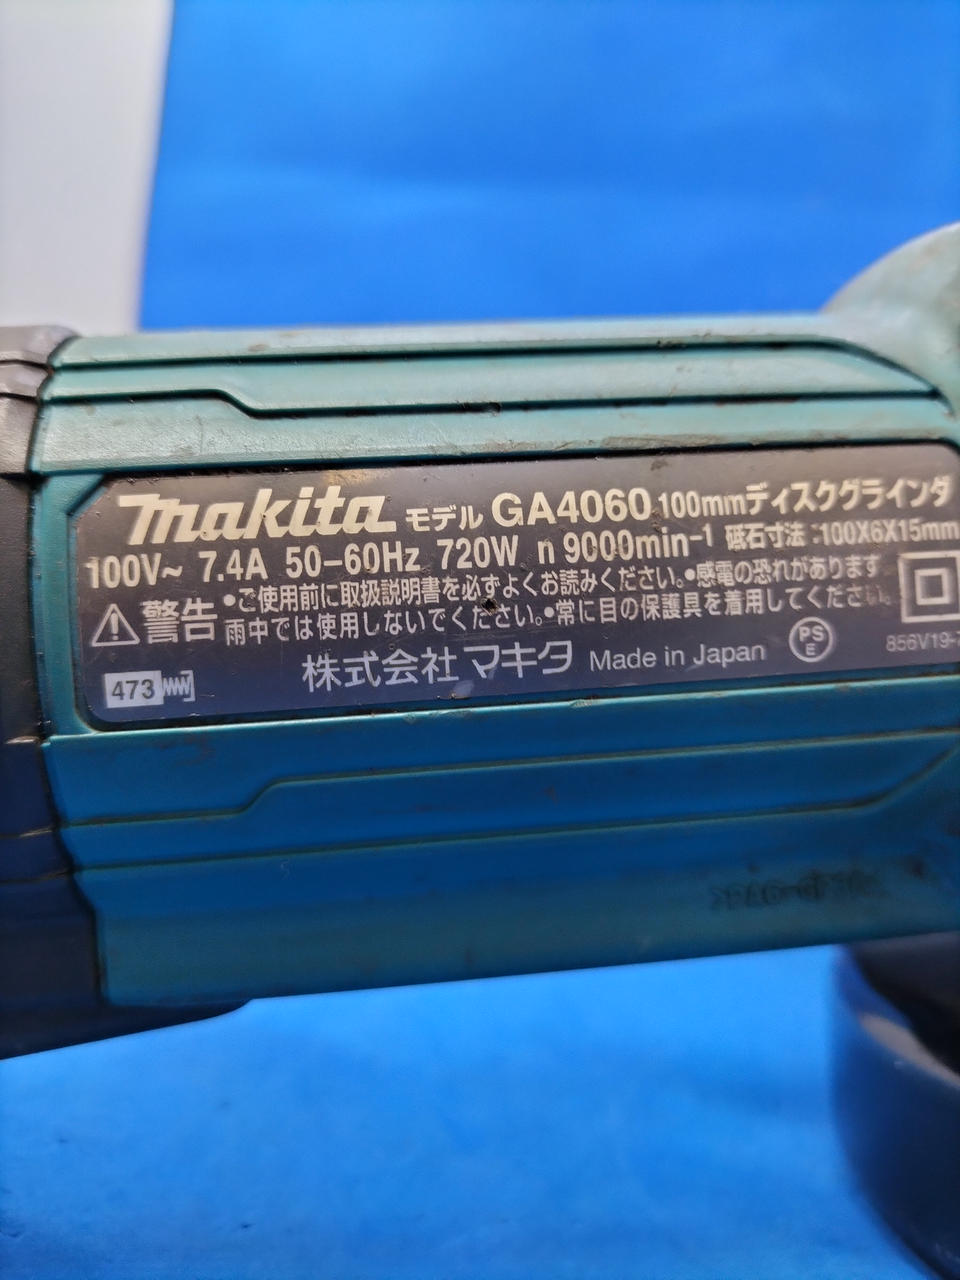 makita モデル GA4060 100mmディスクグラインダ
100V~ 7.4A 50-60Hz 720W n 9000min-1 砥石寸法:100X6X15mm
警告 •ご使用前に取扱説明書を必ずよくお読みください。•感電の恐れがあります
雨中では使用しないでください。•常に目の保護具を着用してください。
株式会社マキタ Made in Japan PS E 856V19-
473